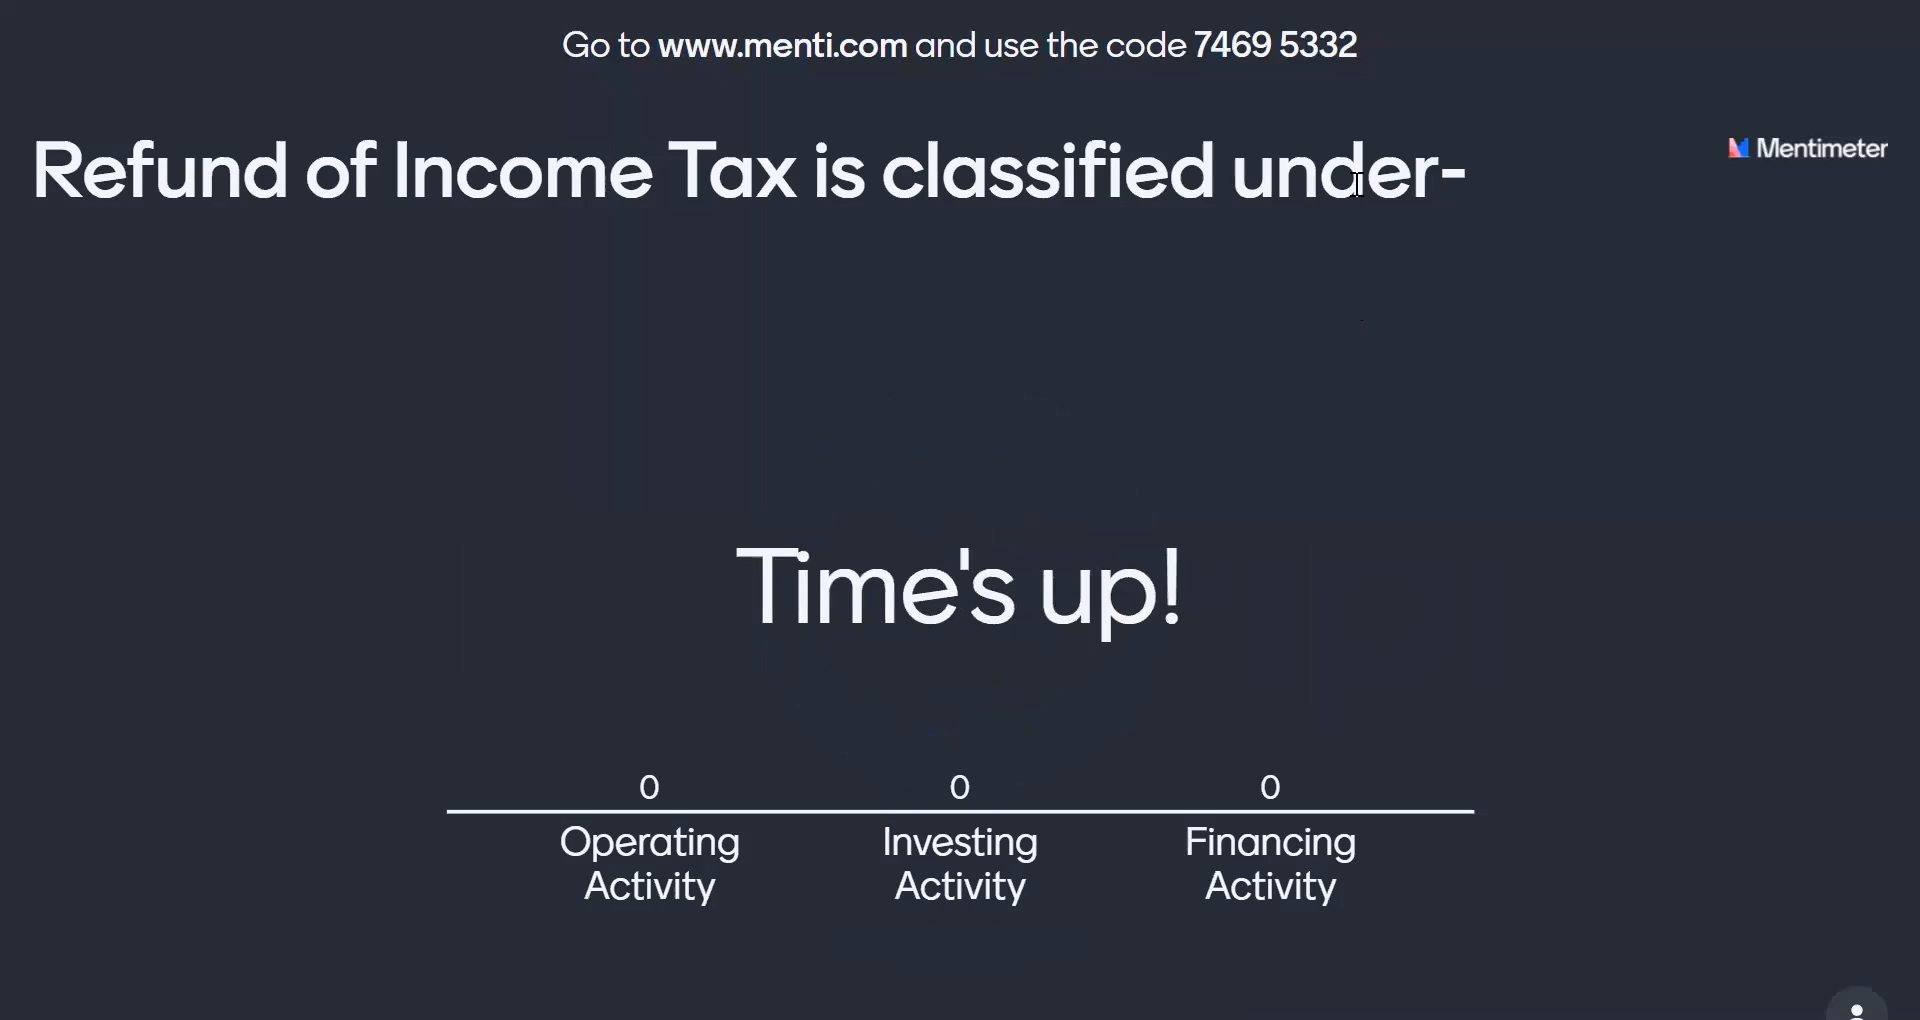 Go to www.menti.com and use the code 7469 5332
Refund of Income Tax is classified under-
Mentimeter
Time's up!
0 0 0
Operating Activity
Investing Activity
Financing Activity